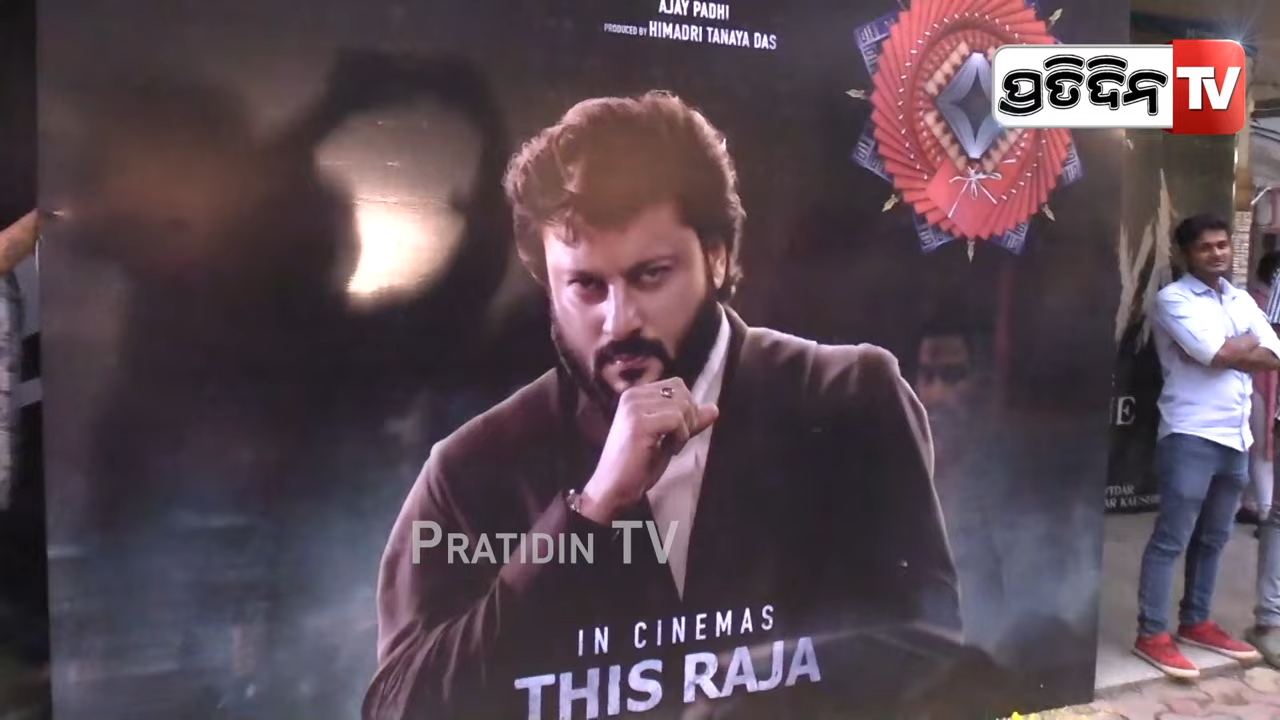 AJAY PADHI
PRODUCED BY HIMADRI TANAYA DAS
ପ୍ରତିଦିନ TV
PRATIDIN TV
IN CINEMAS
THIS RAJA